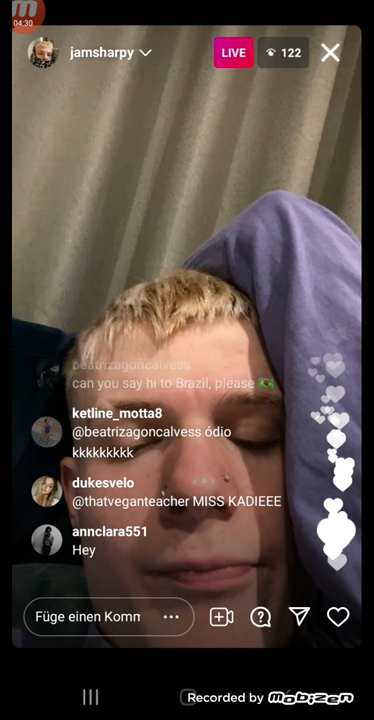 04:30
jamsharpy
LIVE
122
beatrizagoncalvess
can you say hi to Brazil, please
ketline_motta8
@beatrizagoncalvess ódio
kkkkkkkkk
dukesvelo
@thatveganteacher MISS KADIEEE
annclara551
Hey
Füge einen Komn
Recorded by Mobizen